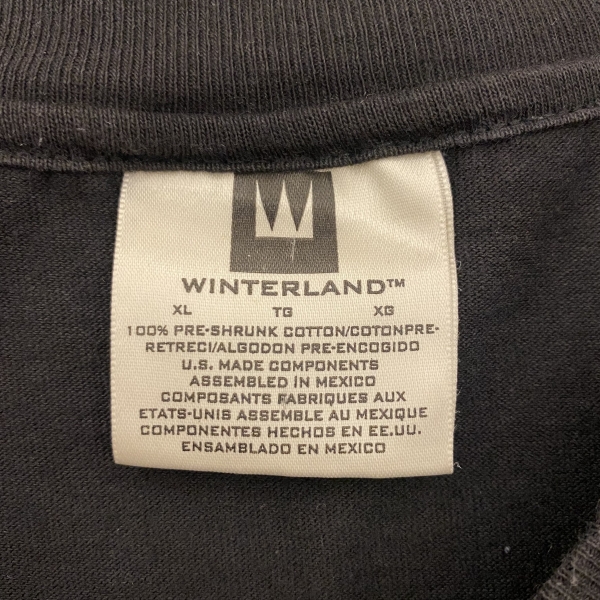 WINTERLAND™
XL TG XG
100% PRE-SHRUNK COTTON/COTONPRE-
RETRECI/ALGODON PRE-ENCOGIDO
U.S. MADE COMPONENTS
ASSEMBLED IN MEXICO
COMPOSANTS FABRIQUES AUX
ETATS-UNIS ASSEMBLE AU MEXIQUE
COMPONENTES HECHOS EN EE.UU.
ENSAMBLADO EN MEXICO